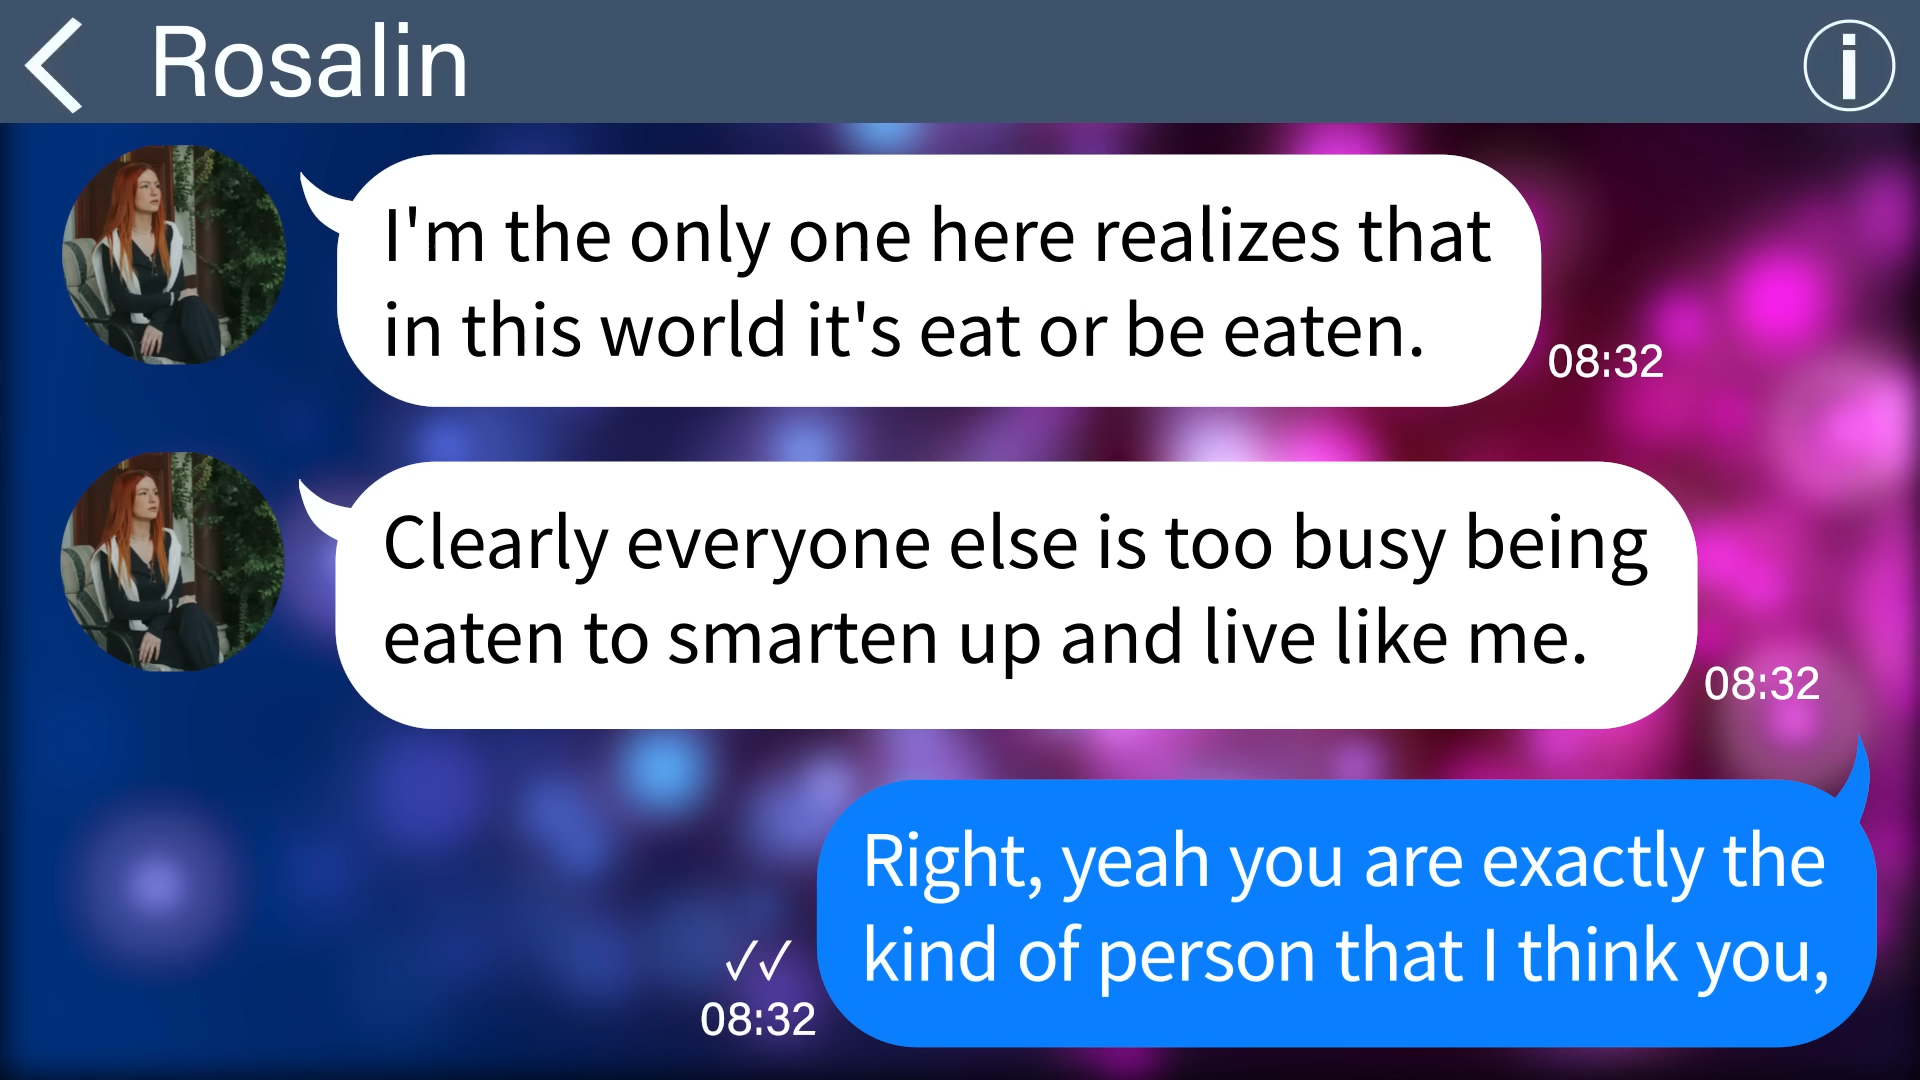 Rosalin
I'm the only one here realizes that
in this world it's eat or be eaten.
08:32
Clearly everyone else is too busy being
eaten to smarten up and live like me.
08:32
Right, yeah you are exactly the
kind of person that I think you,
08:32